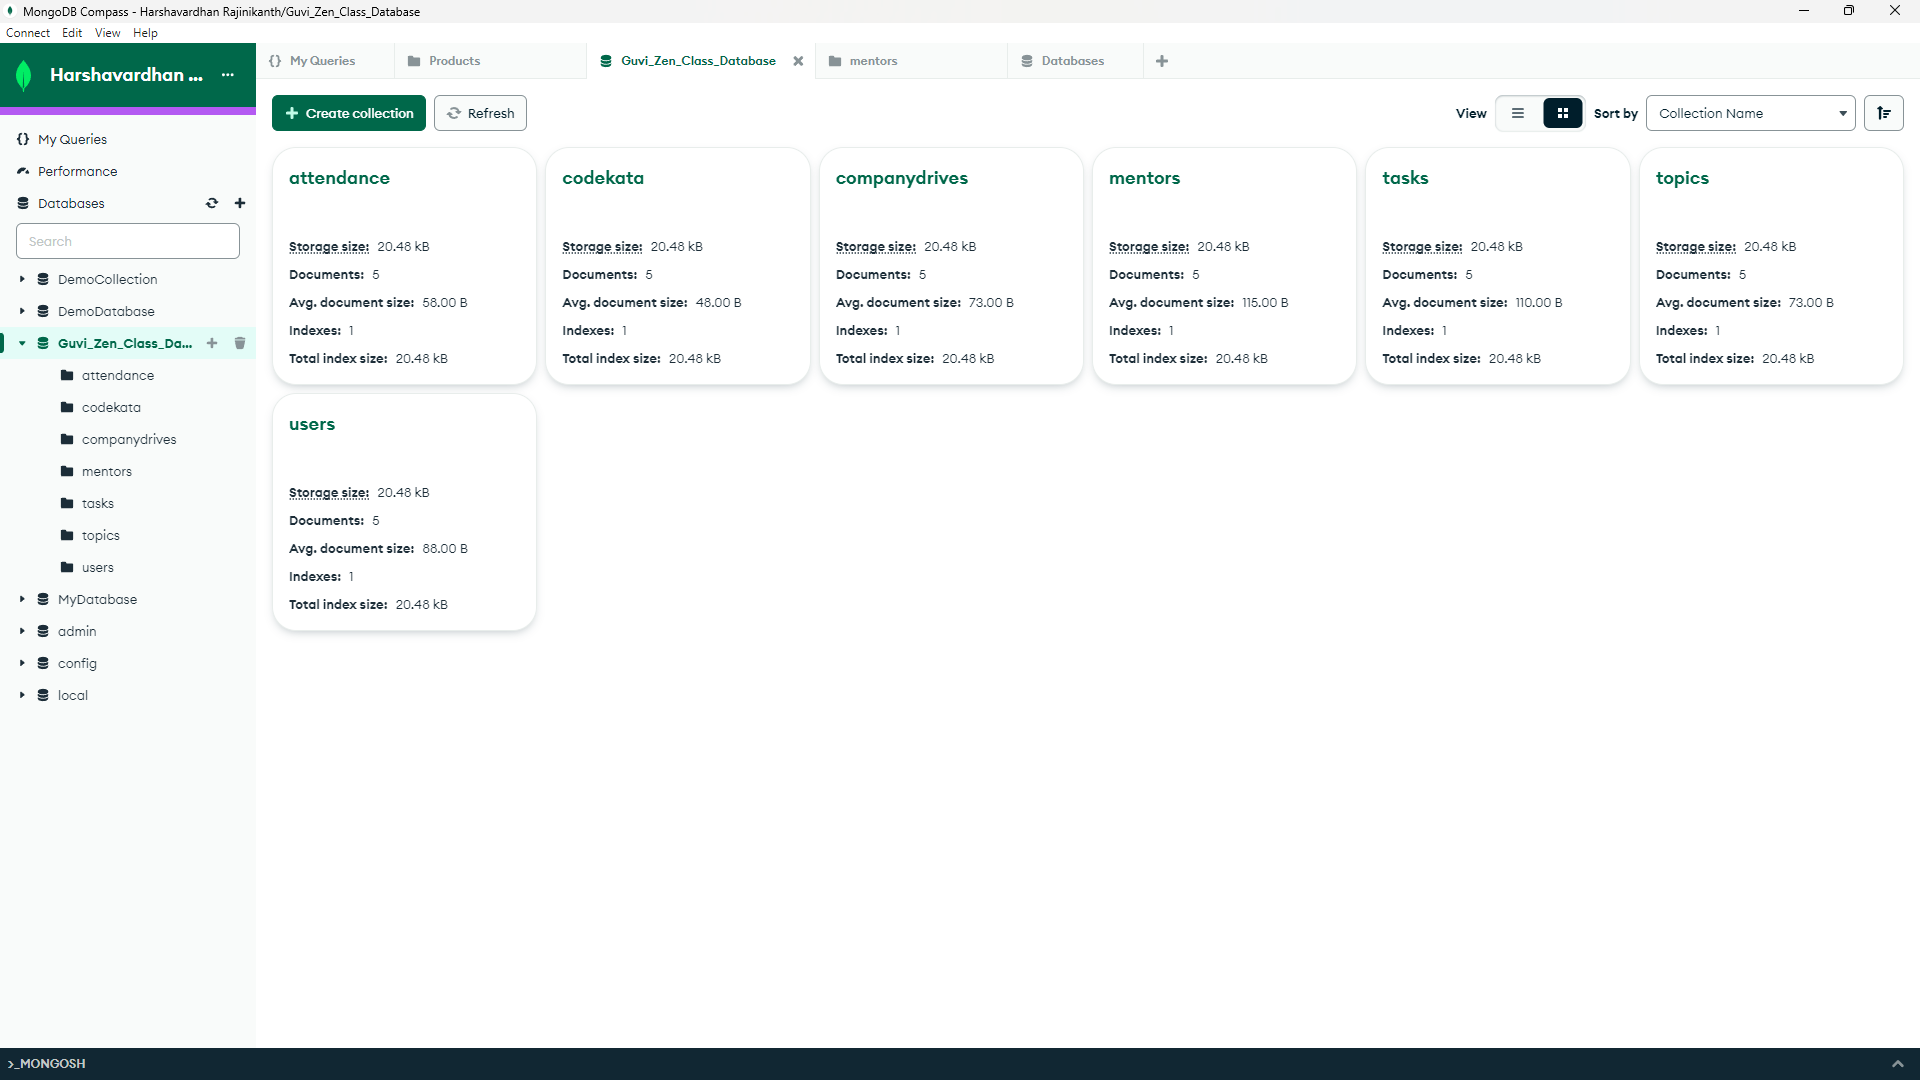 MongoDB Compass - Harshavardhan Rajinikanth/Guvi_Zen_Class_Database
Connect Edit View Help
Harshavardhan ...
My Queries
Performance
Databases
Search
DemoCollection
DemoDatabase
Guvi_Zen_Class_Da...
attendance
codekata
companydrives
mentors
tasks
topics
users
MyDatabase
admin
config
local
My Queries Products Guvi_Zen_Class_Database mentors Databases
Create collection Refresh View Sort by Collection Name
attendance
Storage size: 20.48 kB
Documents: 5
Avg. document size: 58.00 B
Indexes: 1
Total index size: 20.48 kB
codekata
Storage size: 20.48 kB
Documents: 5
Avg. document size: 48.00 B
Indexes: 1
Total index size: 20.48 kB
companydrives
Storage size: 20.48 kB
Documents: 5
Avg. document size: 73.00 B
Indexes: 1
Total index size: 20.48 kB
mentors
Storage size: 20.48 kB
Documents: 5
Avg. document size: 115.00 B
Indexes: 1
Total index size: 20.48 kB
tasks
Storage size: 20.48 kB
Documents: 5
Avg. document size: 110.00 B
Indexes: 1
Total index size: 20.48 kB
topics
Storage size: 20.48 kB
Documents: 5
Avg. document size: 73.00 B
Indexes: 1
Total index size: 20.48 kB
users
Storage size: 20.48 kB
Documents: 5
Avg. document size: 88.00 B
Indexes: 1
Total index size: 20.48 kB
>_MONGOSH